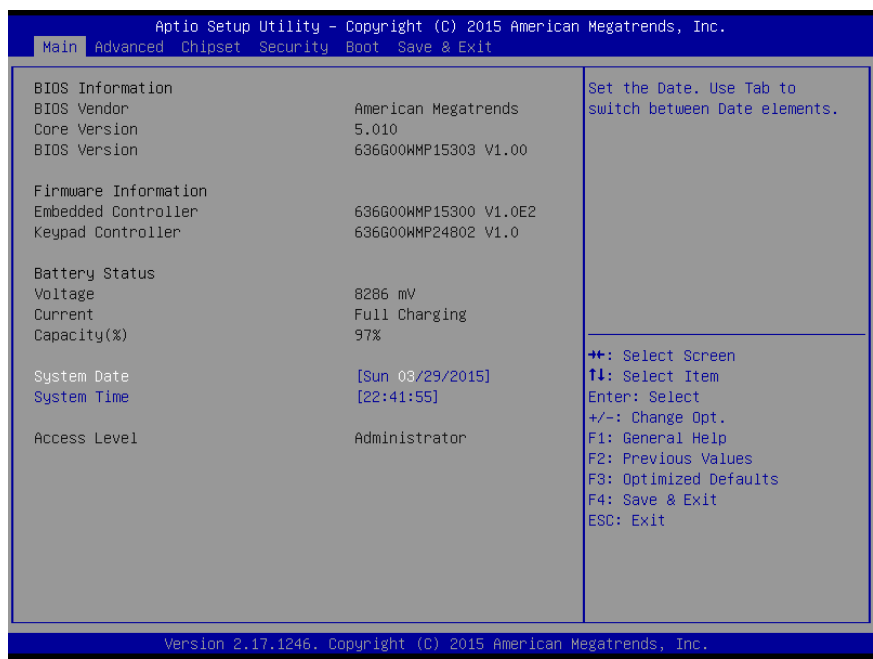 Aptio Setup Utility – Copyright (C) 2015 American Megatrends, Inc.
Main Advanced Chipset Security Boot Save & Exit
BIOS Information
BIOS Vendor American Megatrends
Core Version 5.010
BIOS Version 636G00WMP15303 V1.00
Firmware Information
Embedded Controller 636G00WMP15300 V1.0E2
Keypad Controller 636G00WMP24802 V1.0
Battery Status
Voltage 8286 mV
Current Full Charging
Capacity(%) 97%
System Date [Sun 03/29/2015]
System Time [22:41:55]
Access Level Administrator
Set the Date. Use Tab to
switch between Date elements.
→←: Select Screen
↑↓: Select Item
Enter: Select
+/-: Change Opt.
F1: General Help
F2: Previous Values
F3: Optimized Defaults
F4: Save & Exit
ESC: Exit
Version 2.17.1246. Copyright (C) 2015 American Megatrends, Inc.